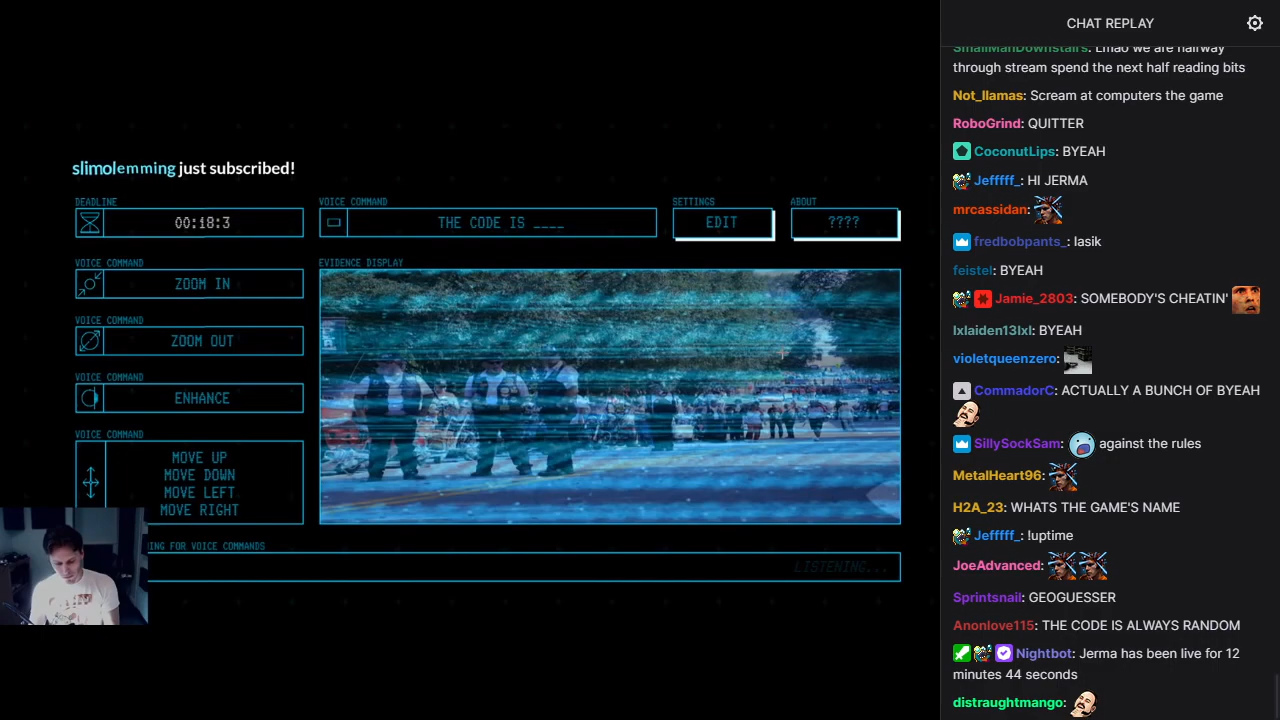 slimolemming just subscribed!
DEADLINE
00:18:3
VOICE COMMAND
THE CODE IS ____
SETTINGS
EDIT
ABOUT
????
VOICE COMMAND
ZOOM IN
VOICE COMMAND
ZOOM OUT
VOICE COMMAND
ENHANCE
VOICE COMMAND
MOVE UP
MOVE DOWN
MOVE LEFT
MOVE RIGHT
EVIDENCE DISPLAY
FOR VOICE COMMANDS
LISTENING...
CHAT REPLAY
SmallManDownstairs: Lmao we are halfway
through stream spend the next half reading bits
Not_llamas: Scream at computers the game
RoboGrind: QUITTER
CoconutLips: BYEAH
Jefffff_: HI JERMA
mrcassidan:
fredbobpants_: lasik
feistel: BYEAH
Jamie_2803: SOMEBODY'S CHEATIN'
lxlaiden13lxl: BYEAH
violetqueenzero:
CommadorC: ACTUALLY A BUNCH OF BYEAH
SillySockSam: against the rules
MetalHeart96:
H2A_23: WHATS THE GAME'S NAME
Jefffff_: !uptime
JoeAdvanced:
Sprintsnail: GEOGUESSER
Anonlove115: THE CODE IS ALWAYS RANDOM
Nightbot: Jerma has been live for 12
minutes 44 seconds
distraughtmango: